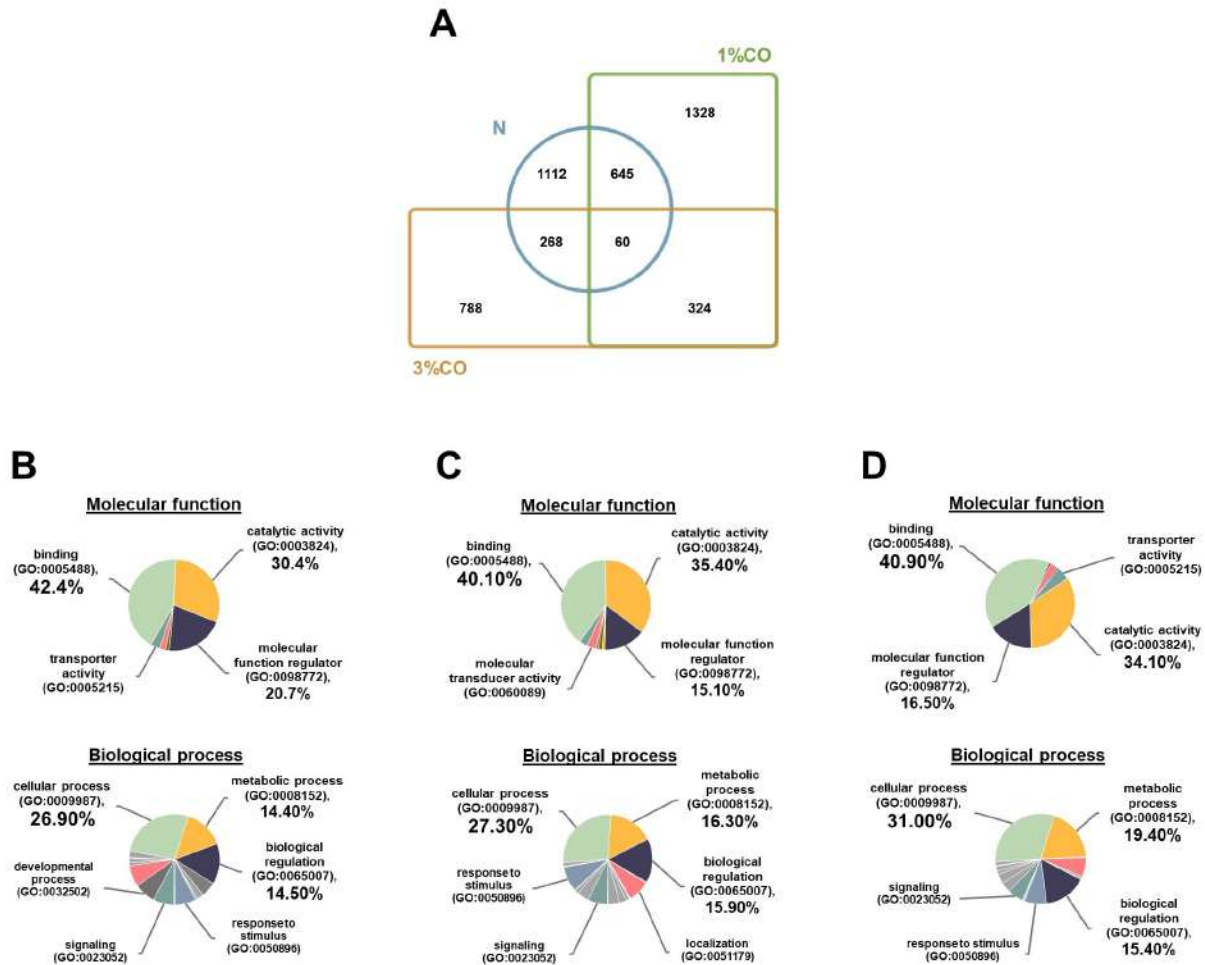 A
1%CO
1328
N
1112
645
268
60
788
324
3%CO
B
Molecular function
binding
(GO:0005488),
42.4%
catalytic activity
(GO:0003824),
30.4%
transporter
activity
(GO:0005215)
molecular
function regulator
(GO:0098772),
20.7%
Biological process
cellular process
(GO:0009987),
26.90%
metabolic process
(GO:0008152),
14.40%
developmental
process
(GO:0032502)
biological
regulation
(GO:0065007),
14.50%
signaling
(GO:0023052)
responseto
stimulus
(GO:0050896)
C
Molecular function
binding
(GO:0005488),
40.10%
catalytic activity
(GO:0003824),
35.40%
molecular
transducer activity
(GO:0060089)
molecular function
regulator
(GO:0098772),
15.10%
Biological process
cellular process
(GO:0009987),
27.30%
metabolic
process
(GO:0008152),
16.30%
responseto
stimulus
(GO:0050896)
biological
regulation
(GO:0065007),
15.90%
signaling
(GO:0023052)
localization
(GO:0051179)
D
Molecular function
binding
(GO:0005488),
40.90%
transporter
activity
(GO:0005215)
molecular function
regulator
(GO:0098772),
16.50%
catalytic activity
(GO:0003824),
34.10%
Biological process
cellular process
(GO:0009987),
31.00%
metabolic
process
(GO:0008152),
19.40%
signaling
(GO:0023052)
responseto stimulus
(GO:0050896)
biological
regulation
(GO:0065007),
15.40%